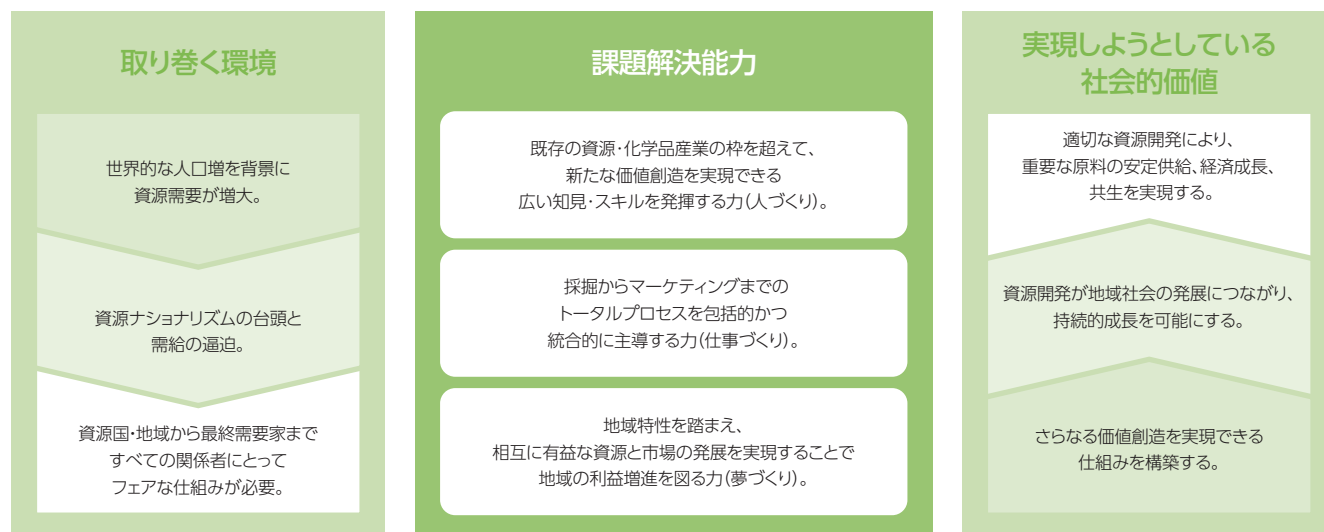 取り巻く環境
世界的な人口増を背景に
資源需要が増大。
資源ナショナリズムの台頭と
需給の逼迫。
資源国・地域から最終需要家まで
すべての関係者にとって
フェアな仕組みが必要。
課題解決能力
既存の資源・化学品産業の枠を超えて、
新たな価値創造を実現できる
広い知見・スキルを発揮する力(人づくり)。
採掘からマーケティングまでの
トータルプロセスを包括的かつ
統合的に主導する力(仕事づくり)。
地域特性を踏まえ、
相互に有益な資源と市場の発展を実現することで
地域の利益増進を図る力(夢づくり)。
実現しようとしている
社会的価値
適切な資源開発により、
重要な原料の安定供給、経済成長、
共生を実現する。
資源開発が地域社会の発展につながり、
持続的成長を可能にする。
さらなる価値創造を実現できる
仕組みを構築する。